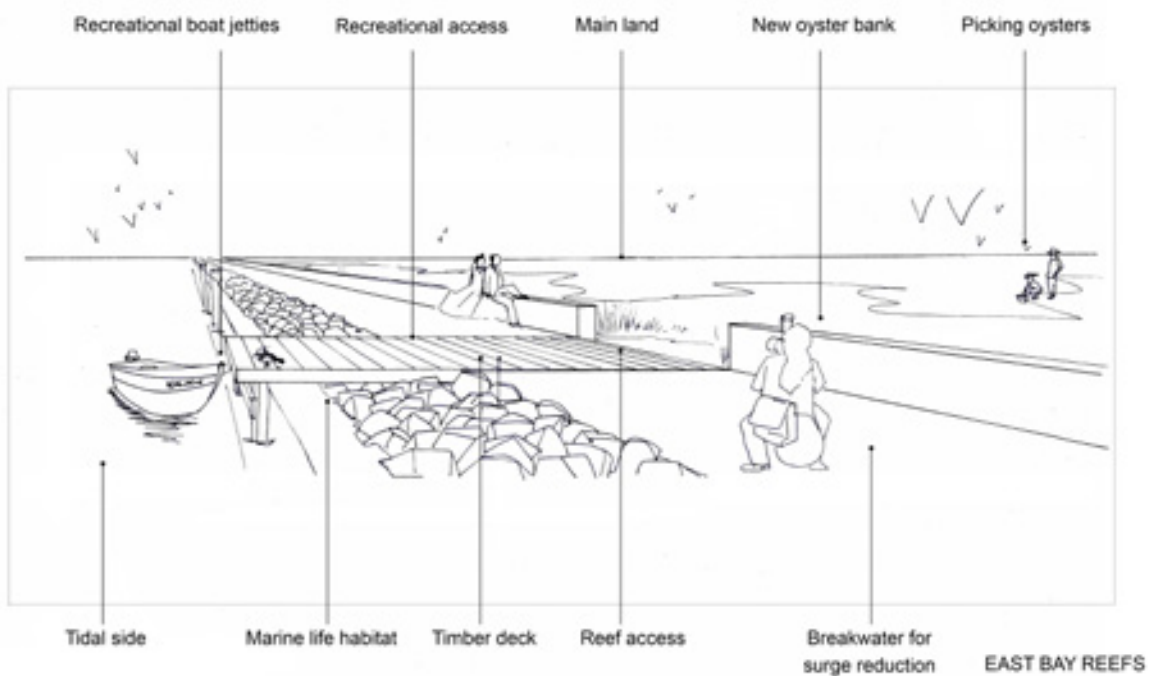 Recreational boat jetties
Recreational access
Main land
New oyster bank
Picking oysters
Tidal side
Marine life habitat
Timber deck
Reef access
Breakwater for
surge reduction
EAST BAY REEFS